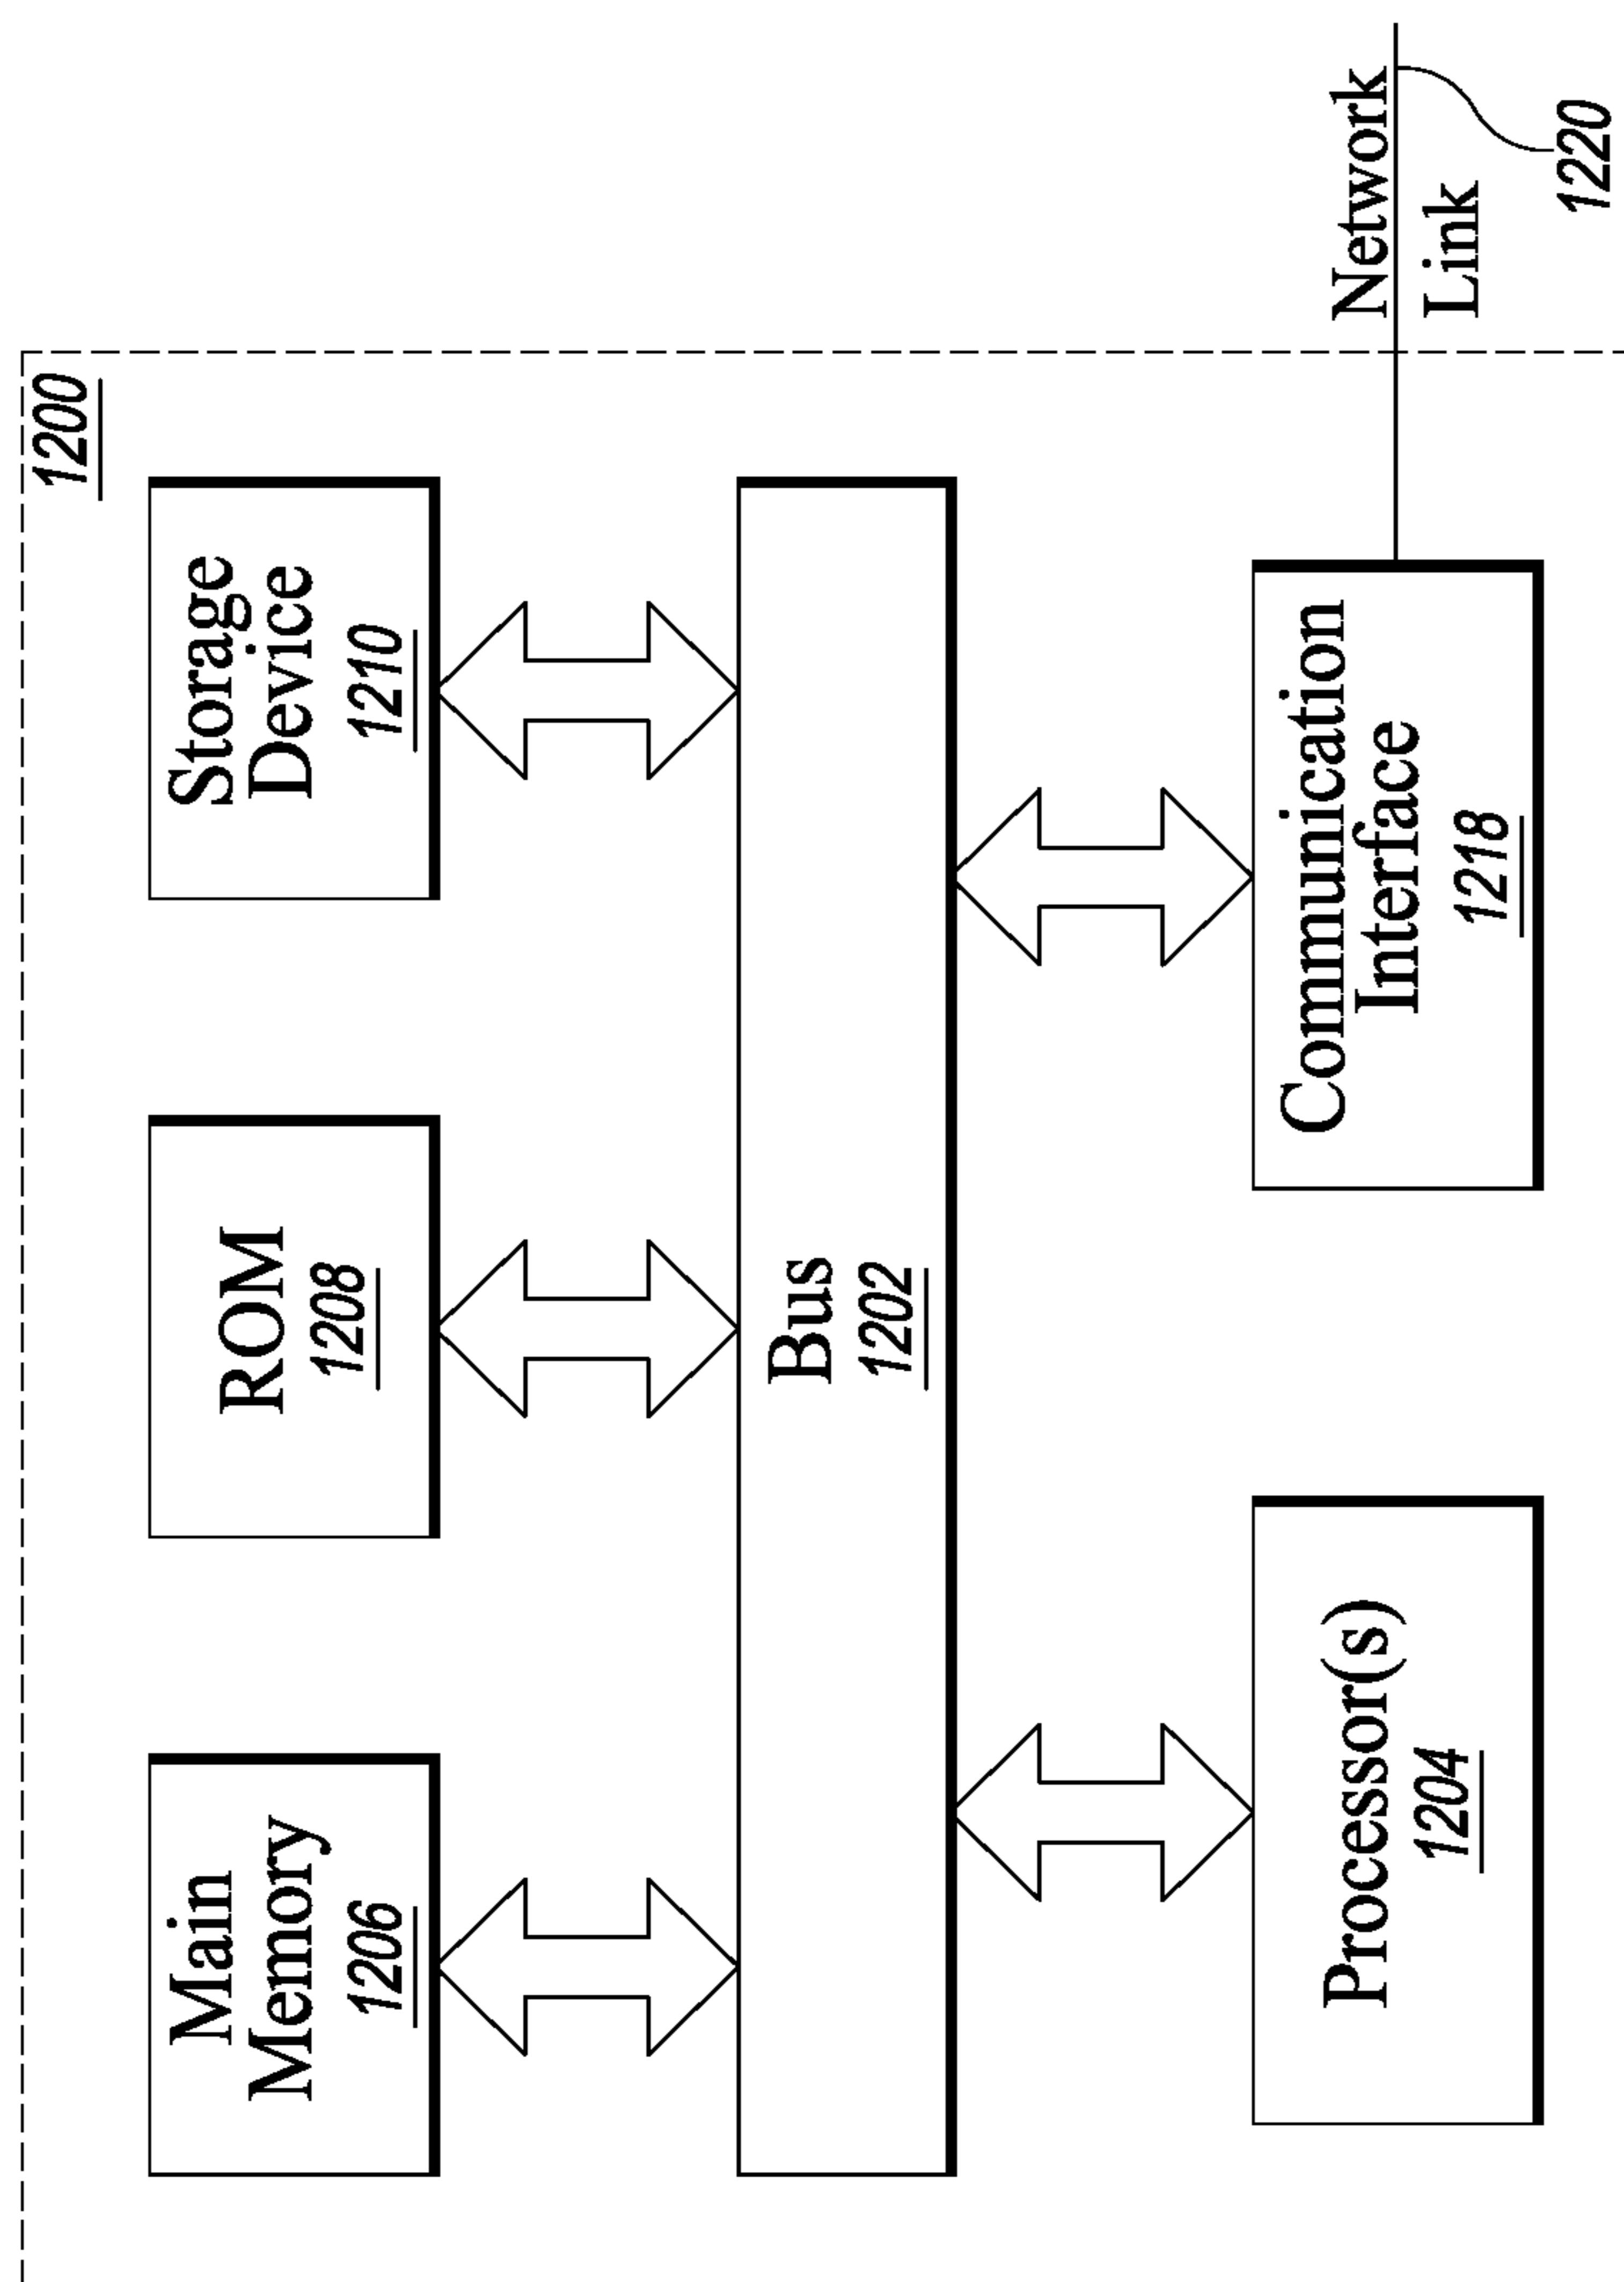 1200
Main
Memory
1206
ROM
1208
Storage
Device
1210
Bus
1202
Processor(s)
1204
Communication
Interface
1218
Network
Link
1220